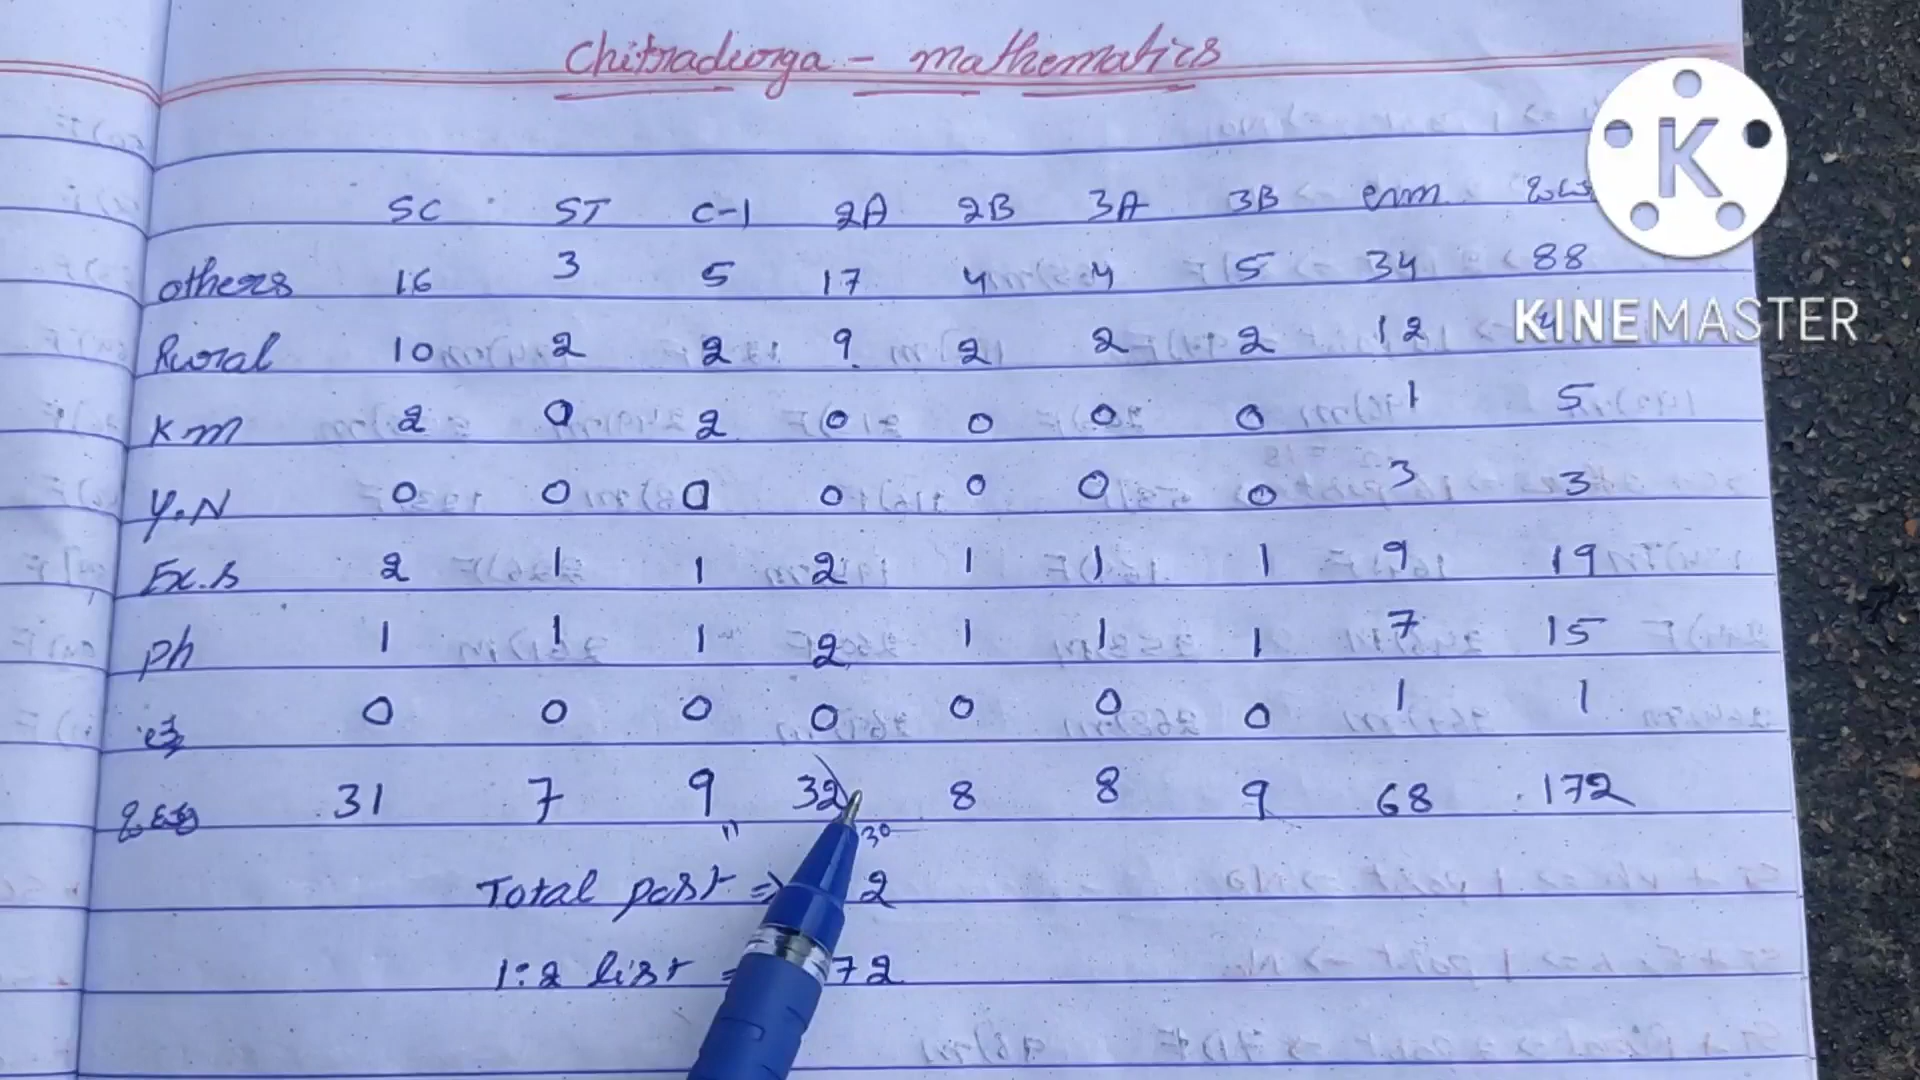 Chitradurga - mathematics
SC ST C-1 2A 2B 3A 3B
others 16 3 5 17 4 4 5 34 88
Rural 10 2 2 9 2 2 2 12
K
KINEMASTER
K m 2 0 2 0 0 0 0 1 5
Y.N 0 0 0 0 0 0 0 3 3
Ex.s 2 1 1 2 1 1 1 9 19
ph 1 1 1 2 1 1 1 7 15
0 0 0 0 0 0 0 1 1
31 7 9 32 8 8 9 68 172
11 30
Total post => 2
1:2 list = 72